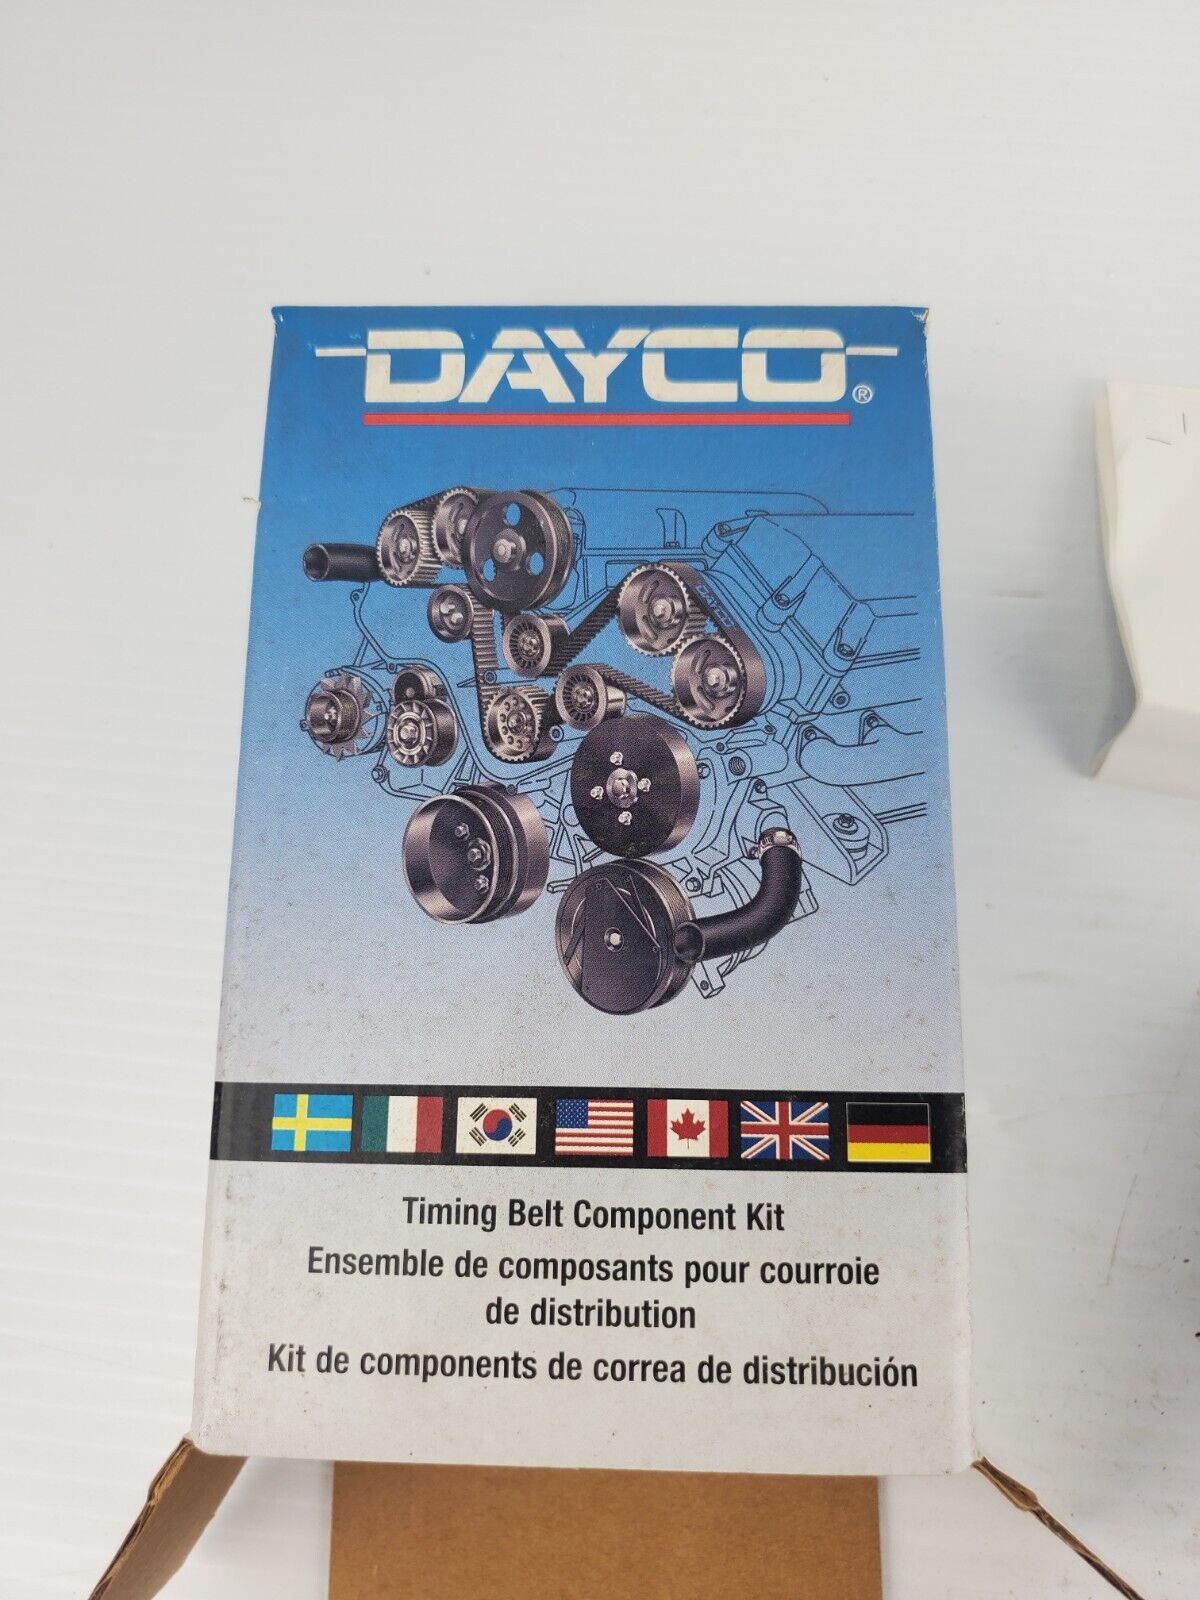 DAYCO®
DAYCO
Timing Belt Component Kit
Ensemble de composants pour courroie
de distribution
Kit de components de correa de distribución